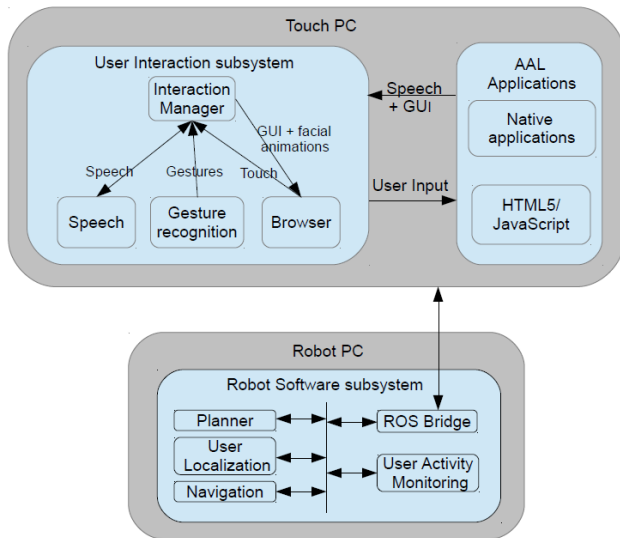 Touch PC
User Interaction subsystem
Interaction
Manager
GUI + facial
animations
Speech
Gestures
Touch
Speech
Gesture
recognition
Browser
Speech
+ GUI
User Input
AAL
Applications
Native
applications
HTML5/
JavaScript
Robot PC
Robot Software subsystem
Planner
User
Localization
Navigation
ROS Bridge
User Activity
Monitoring